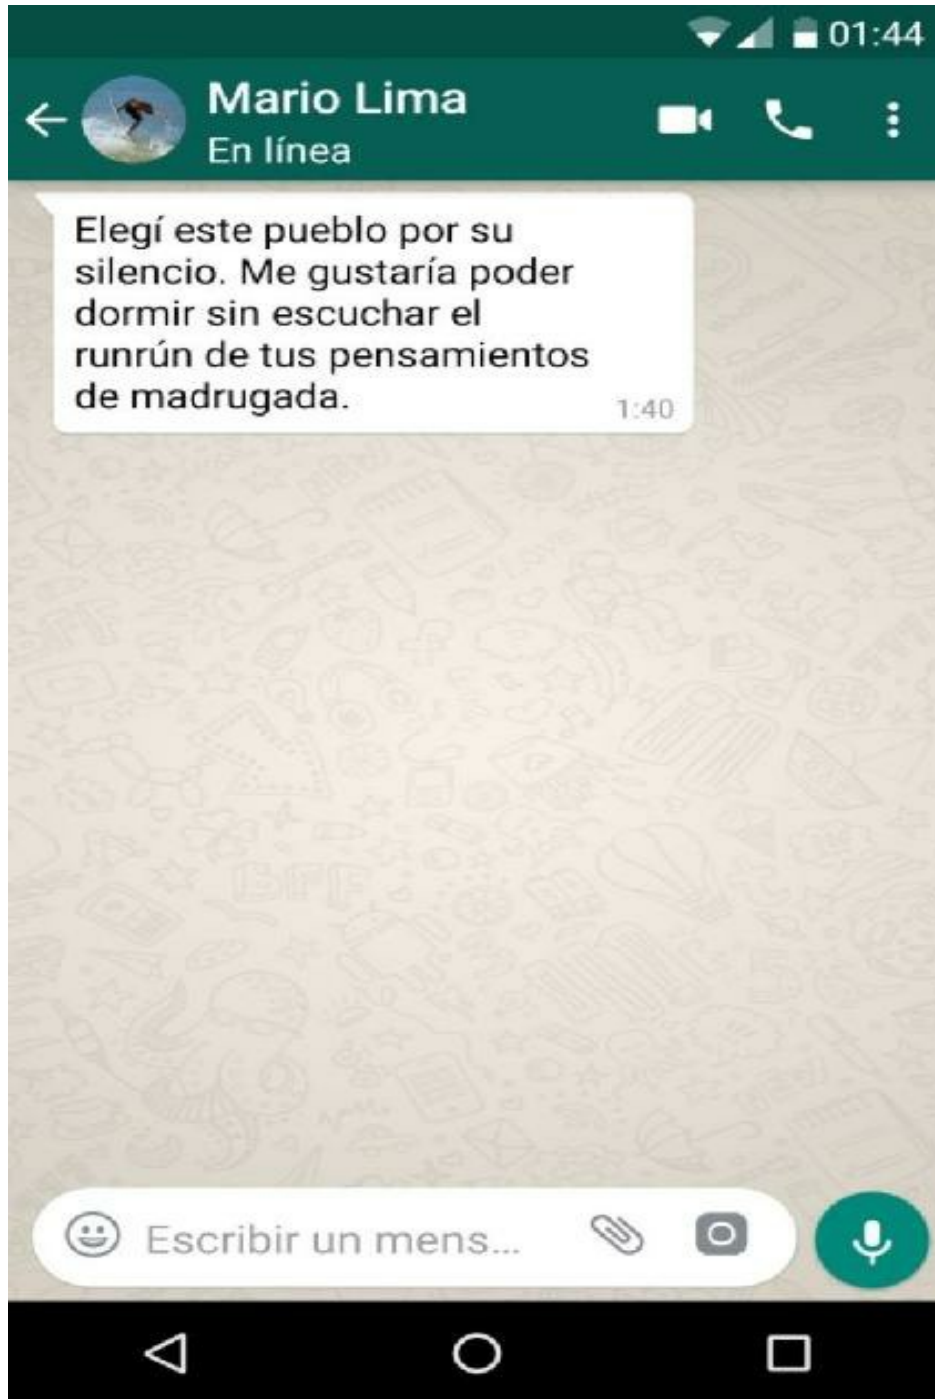 01:44
Mario Lima
En línea
Elegí este pueblo por su
silencio. Me gustaría poder
dormir sin escuchar el
runrún de tus pensamientos
de madrugada.
1:40
Escribir un mens...